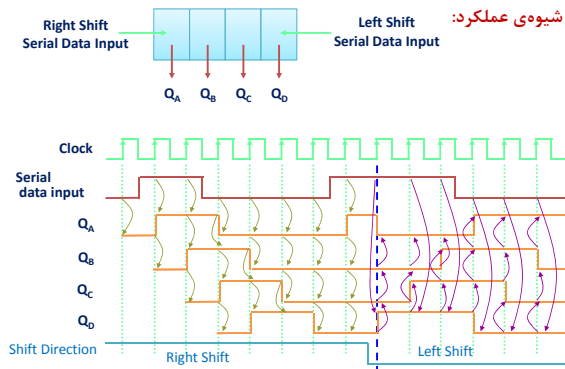 شیوه‌ی عملکرد:
Right Shift
Serial Data Input
Left Shift
Serial Data Input
QA QB QC QD
Clock
Serial
data input
QA
QB
QC
QD
Shift Direction
Right Shift
Left Shift